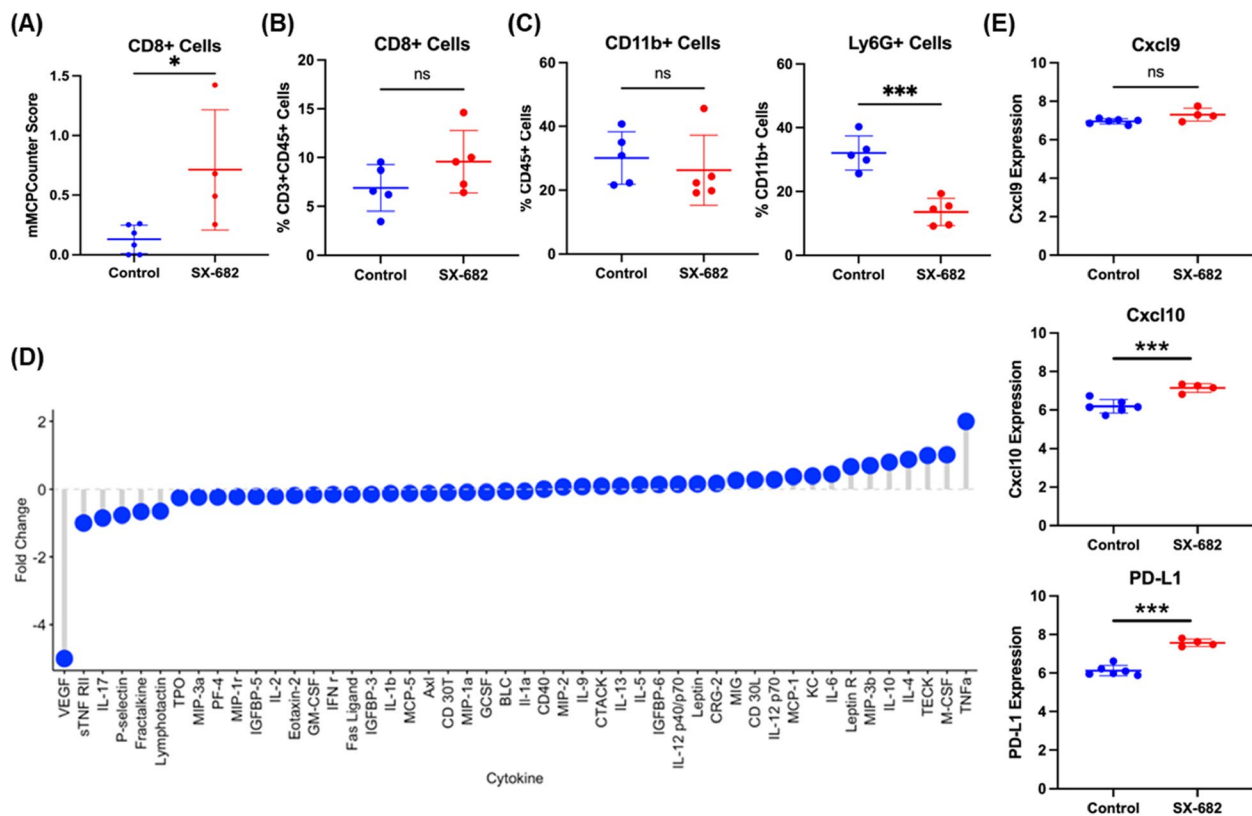 (A)
CD8+ Cells
*
mMCPCounter Score
1.5
1.0
0.5
0.0
Control
SX-682
(B)
CD8+ Cells
ns
% CD3+CD45+ Cells
20
15
10
5
0
Control
SX-682
(C)
CD11b+ Cells
ns
% CD45+ Cells
60
40
20
0
Control
SX-682
Ly6G+ Cells
***
% CD11b+ Cells
60
40
20
0
Control
SX-682
(D)
Fold Change
2
0
-2
-4
VEGF
sTNF RII
IL-17
P-selectin
Fractalkine
Lymphotactin
TPO
MIP-3a
PF-4
MIP-1r
IGFBP-5
IL-2
Eotaxin-2
GM-CSF
IFN r
Fas Ligand
IGFBP-3
IL-1b
MCP-5
Axl
CD 30T
MIP-1a
GCSF
BLC
Il-1a
CD40
MIP-2
IL-9
CTACK
IL-13
IL-5
IGFBP-6
IL-12 p40/p70
Leptin
CRG-2
MIG
CD 30L
IL-12 p70
MCP-1
KC
IL-6
Leptin R
MIP-3b
IL-10
IL-4
TECK
M-CSF
TNFa
Cytokine
(E)
Cxcl9
ns
Cxcl9 Expression
10
8
6
4
2
0
Control
SX-682
Cxcl10
***
Cxcl10 Expression
10
8
6
4
2
0
Control
SX-682
PD-L1
***
PD-L1 Expression
10
8
6
4
2
0
Control
SX-682